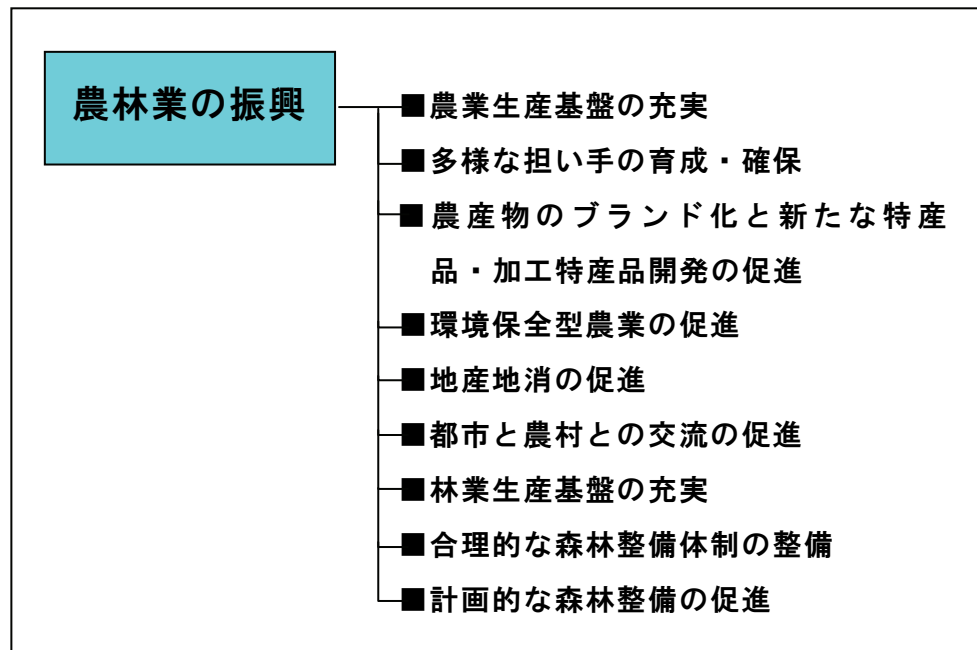 農林業の振興
■農業生産基盤の充実
■多様な担い手の育成・確保
■農産物のブランド化と新たな特産
品・加工特産品開発の促進
■環境保全型農業の促進
■地産地消の促進
■都市と農村との交流の促進
■林業生産基盤の充実
■合理的な森林整備体制の整備
■計画的な森林整備の促進